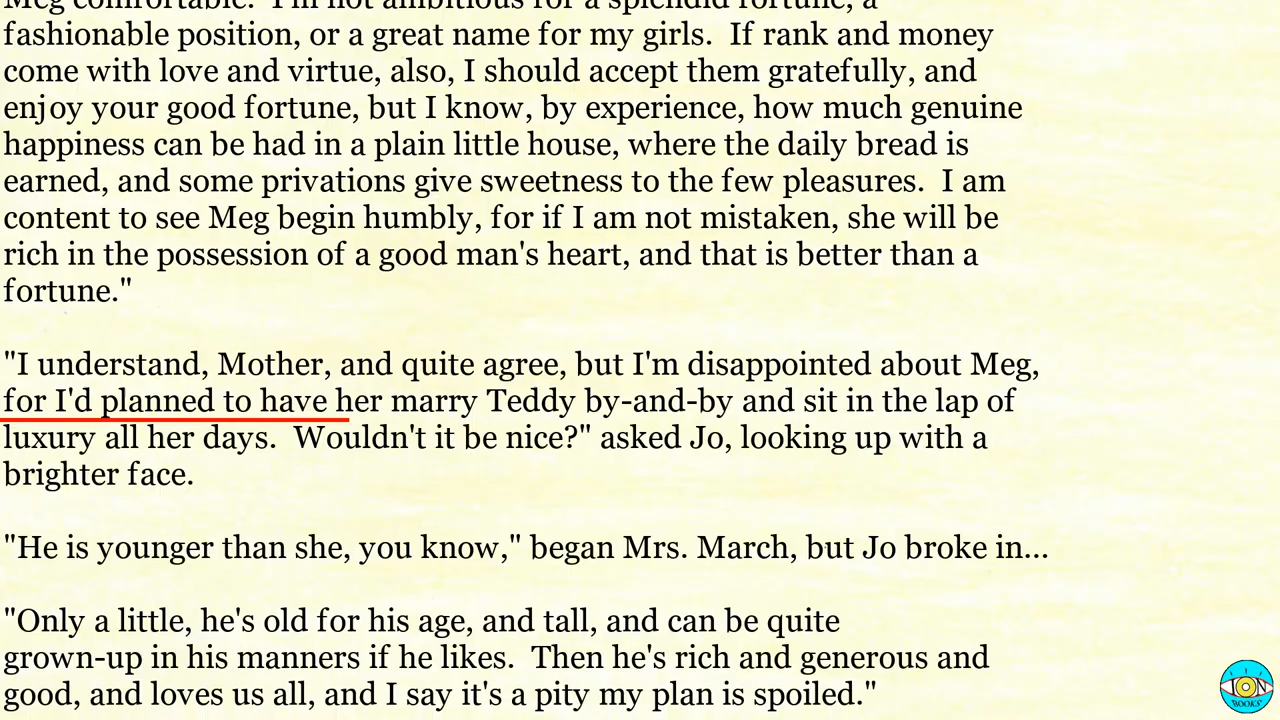 Meg comfortable.  I'm not ambitious for a splendid fortune, a
fashionable position, or a great name for my girls.  If rank and money
come with love and virtue, also, I should accept them gratefully, and
enjoy your good fortune, but I know, by experience, how much genuine
happiness can be had in a plain little house, where the daily bread is
earned, and some privations give sweetness to the few pleasures.  I am
content to see Meg begin humbly, for if I am not mistaken, she will be
rich in the possession of a good man's heart, and that is better than a
fortune."

"I understand, Mother, and quite agree, but I'm disappointed about Meg,
for I'd planned to have her marry Teddy by-and-by and sit in the lap of
luxury all her days.  Wouldn't it be nice?" asked Jo, looking up with a
brighter face.

"He is younger than she, you know," began Mrs. March, but Jo broke in...

"Only a little, he's old for his age, and tall, and can be quite
grown-up in his manners if he likes.  Then he's rich and generous and
good, and loves us all, and I say it's a pity my plan is spoiled."
ION
BOOKS